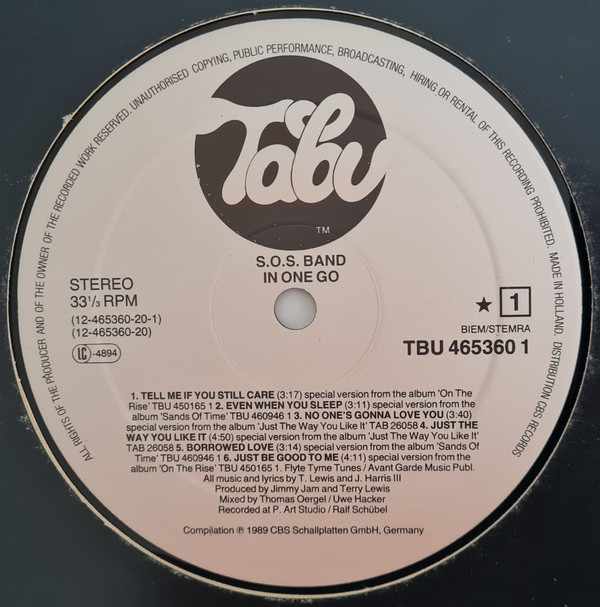 ALL RIGHTS OF THE PRODUCER AND OF THE OWNER OF THE RECORDED WORK RESERVED. UNAUTHORISED COPYING, PUBLIC PERFORMANCE, BROADCASTING, HIRING OR RENTAL OF THIS RECORDING PROHIBITED. MADE IN HOLLAND. DISTRIBUTION CBS RECORDS
Tabu
TM
S.O.S. BAND
IN ONE GO
STEREO
33 1/3 RPM
(12-465360-20-1)
(12-465360-20)
LC -4894
★ 1
BIEM/STEMRA
TBU 465360 1
1. TELL ME IF YOU STILL CARE (3:17) special version from the album 'On The
Rise' TBU 450165 1 2. EVEN WHEN YOU SLEEP (3:11) special version from the
album 'Sands Of Time' TBU 460946 1 3. NO ONE'S GONNA LOVE YOU (3:40)
special version from the album 'Just The Way You Like It' TAB 26058 4. JUST THE
WAY YOU LIKE IT (4:50) special version from the album 'Just The Way You Like It'
TAB 26058 5. BORROWED LOVE (3:14) special version from the album 'Sands Of
Time' TBU 460946 1 6. JUST BE GOOD TO ME (4:11) special version from the
album 'On The Rise' TBU 450165 1. Flyte Tyme Tunes / Avant Garde Music Publ.
All music and lyrics by T. Lewis and J. Harris III
Produced by Jimmy Jam and Terry Lewis
Mixed by Thomas Oergel / Uwe Hacker
Recorded at P. Art Studio / Ralf Schübel
Compilation ℗ 1989 CBS Schallplatten GmbH, Germany